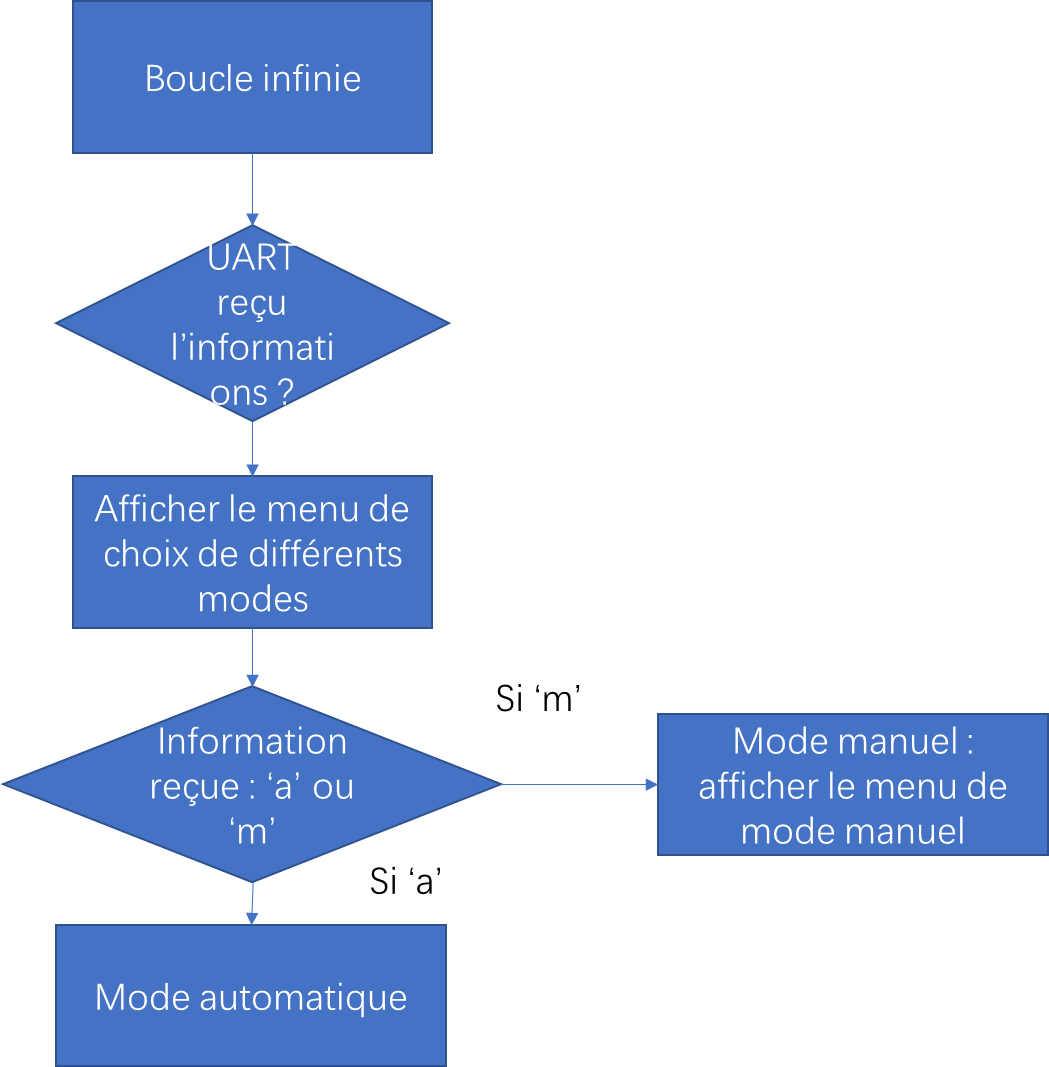 Boucle infinie
UART
reçu
l’informati
ons ?
Afficher le menu de
choix de différents
modes
Information
reçue : ‘a’ ou
‘m’
Si ‘m’
Mode manuel :
afficher le menu de
mode manuel
Si ‘a’
Mode automatique